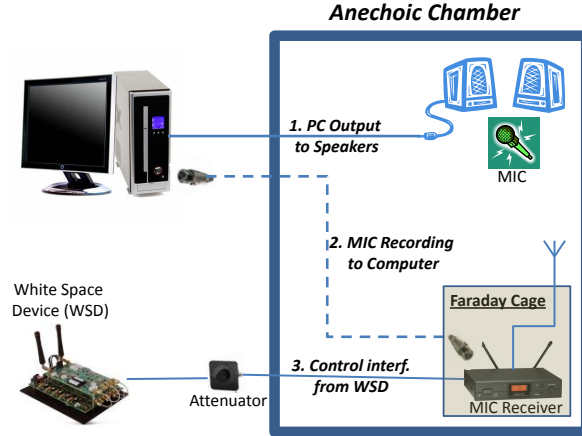 Anechoic Chamber
1. PC Output
to Speakers
MIC
2. MIC Recording
to Computer
White Space
Device (WSD)
Faraday Cage
3. Control interf.
from WSD
Attenuator
MIC Receiver